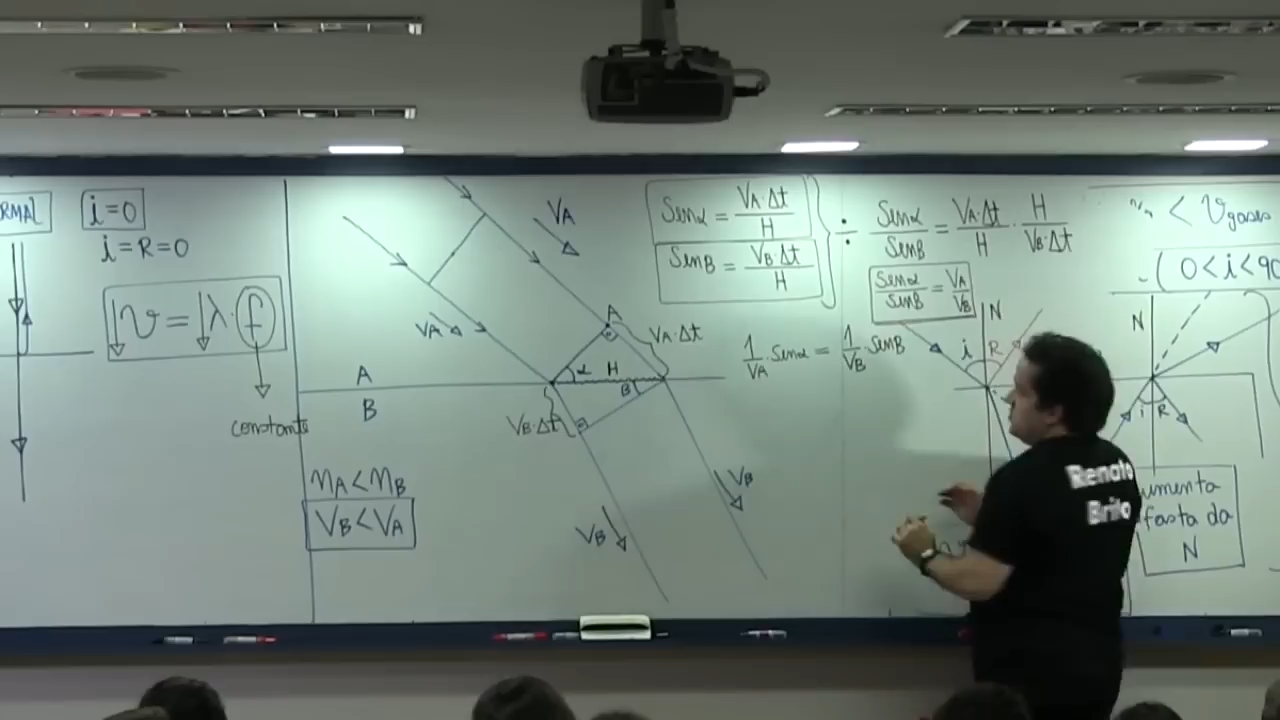 RMAL
i=0
i=R=0
V=λ.f
constante
VA
VA
A
B
A
VA.Δt
α
H
B
VB.Δt
VB
VB
nA<nB
VB<VA
Senα = VA.Δt / H
SenB = VB.Δt / H
÷
Senα / SenB = VA.Δt / H . H / VB.Δt
Senα / SenB = VA / VB
1/VA . Senα = 1/VB . SenB
< Vgases
0<i<90
N
i
R
N
i
R
umenta
fasta da
N
Renato
Brito